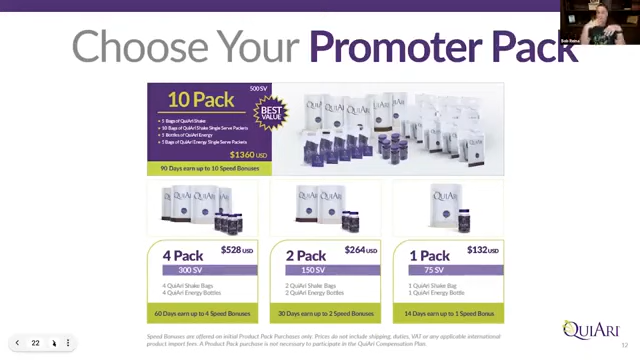 Choose Your Promoter Pack
500 SV
10 Pack
• 5 Bags of QuiAri Shake
• 10 Bags of QuiAri Shake Single Serve Packets
• 5 Bottles of QuiAri Energy
• 5 Bags of QuiAri Energy Single Serve Packets
$1360 USD
BEST
VALUE
90 Days earn up to 10 Speed Bonuses
4 Pack
$528 USD
300 SV
4 QuiAri Shake Bags
4 QuiAri Energy Bottles
60 Days earn up to 4 Speed Bonuses
2 Pack
$264 USD
150 SV
2 QuiAri Shake Bags
2 QuiAri Energy Bottles
30 Days earn up to 2 Speed Bonuses
1 Pack
$132 USD
75 SV
1 QuiAri Shake Bag
1 QuiAri Energy Bottle
14 Days earn up to 1 Speed Bonus
Speed Bonuses are offered on initial Product Pack Purchases only. Prices do not include shipping, duties, VAT or any applicable international
product import fees. A Product Pack purchase is not necessary to participate in the QuiAri Compensation Plan.
QUIARI
12
22